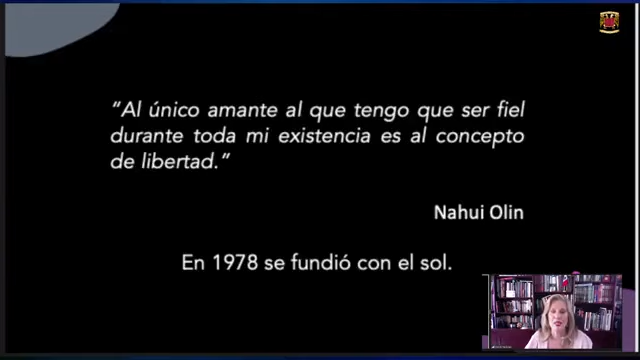 “Al único amante al que tengo que ser fiel
durante toda mi existencia es al concepto
de libertad.”
Nahui Olin
En 1978 se fundió con el sol.